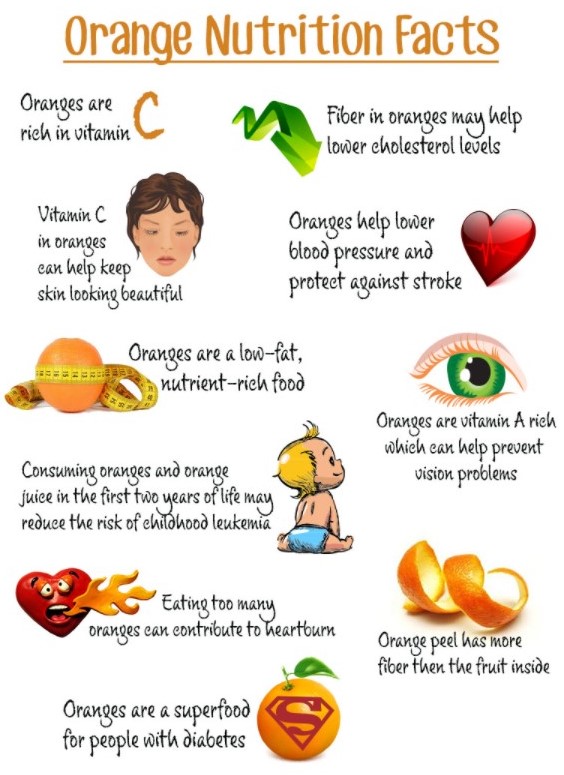 Orange Nutrition Facts
Oranges are
rich in vitamin C
Fiber in oranges may help
lower cholesterol levels
Vitamin C
in oranges
can help keep
skin looking beautiful
Oranges help lower
blood pressure and
protect against stroke
Oranges are a low-fat,
nutrient-rich food
Oranges are vitamin A rich
which can help prevent
vision problems
Consuming oranges and orange
juice in the first two years of life may
reduce the risk of childhood leukemia
Eating too many
oranges can contribute to heartburn
Orange peel has more
fiber then the fruit inside
Oranges are a superfood
for people with diabetes
S